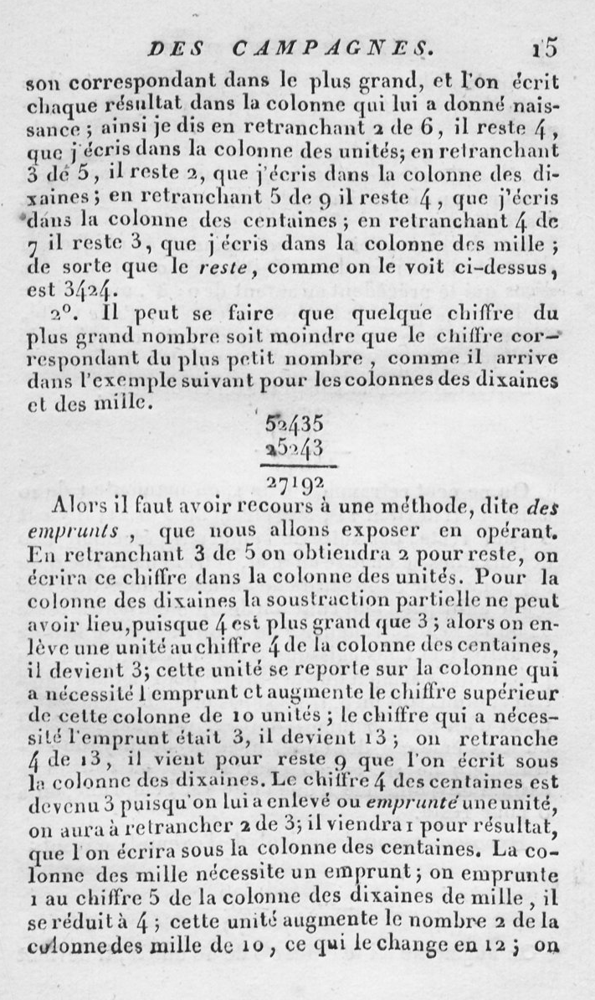 DES CAMPAGNES. 15
son correspondant dans le plus grand, et l'on écrit
chaque résultat dans la colonne qui lui a donné nais-
sance ; ainsi je dis en retranchant 2 de 6, il reste 4,
que j'écris dans la colonne des unités; en retranchant
3 de 5, il reste 2, que j'écris dans la colonne des di-
xaines ; en retranchant 5 de 9 il reste 4, que j'écris
dans la colonne des centaines ; en retranchant 4 de
7 il reste 3, que j écris dans la colonne des mille ;
de sorte que le reste, comme on le voit ci-dessus,
est 3424.
2°. Il peut se faire que quelque chiffre du
plus grand nombre soit moindre que le chiffre cor-
respondant du plus petit nombre , comme il arrive
dans l'exemple suivant pour les colonnes des dixaines
et des mille.
52435
25243
27192
Alors il faut avoir recours à une méthode, dite des
emprunts , que nous allons exposer en opérant.
En retranchant 3 de 5 on obtiendra 2 pour reste, on
écrira ce chiffre dans la colonne des unités. Pour la
colonne des dixaines la soustraction partielle ne peut
avoir lieu, puisque 4 est plus grand que 3 ; alors on en-
lève une unité au chiffre 4 de la colonne des centaines,
il devient 3; cette unité se reporte sur la colonne qui
a nécessité l emprunt et augmente le chiffre supérieur
de cette colonne de 10 unités ; le chiffre qui a néces-
sité l'emprunt était 3, il devient 13 ; on retranche
4 de 13, il vient pour reste 9 que l'on écrit sous
la colonne des dixaines. Le chiffre 4 des centaines est
devenu 3 puisqu'on lui a enlevé ou emprunté une unité,
on aura à retrancher 2 de 3; il viendra 1 pour résultat,
que l on écrira sous la colonne des centaines. La co-
lonne des mille nécessite un emprunt ; on emprunte
1 au chiffre 5 de la colonne des dixaines de mille , il
se réduit à 4 ; cette unité augmente le nombre 2 de la
colonne des mille de 10, ce qui le change en 12 ; on